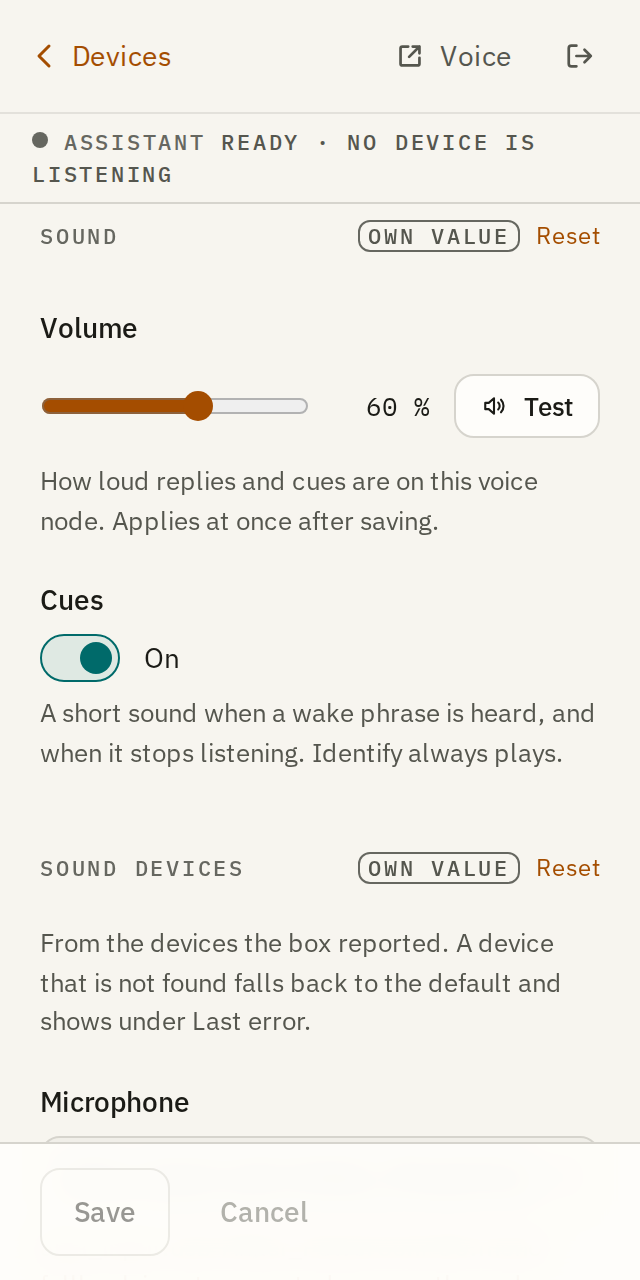 Devices
Voice
ASSISTANT READY · NO DEVICE IS
LISTENING
SOUND
OWN VALUE
Reset
Volume
60 %
Test
How loud replies and cues are on this voice
node. Applies at once after saving.
Cues
On
A short sound when a wake phrase is heard, and
when it stops listening. Identify always plays.
SOUND DEVICES
OWN VALUE
Reset
From the devices the box reported. A device
that is not found falls back to the default and
shows under Last error.
Microphone
Save
Cancel